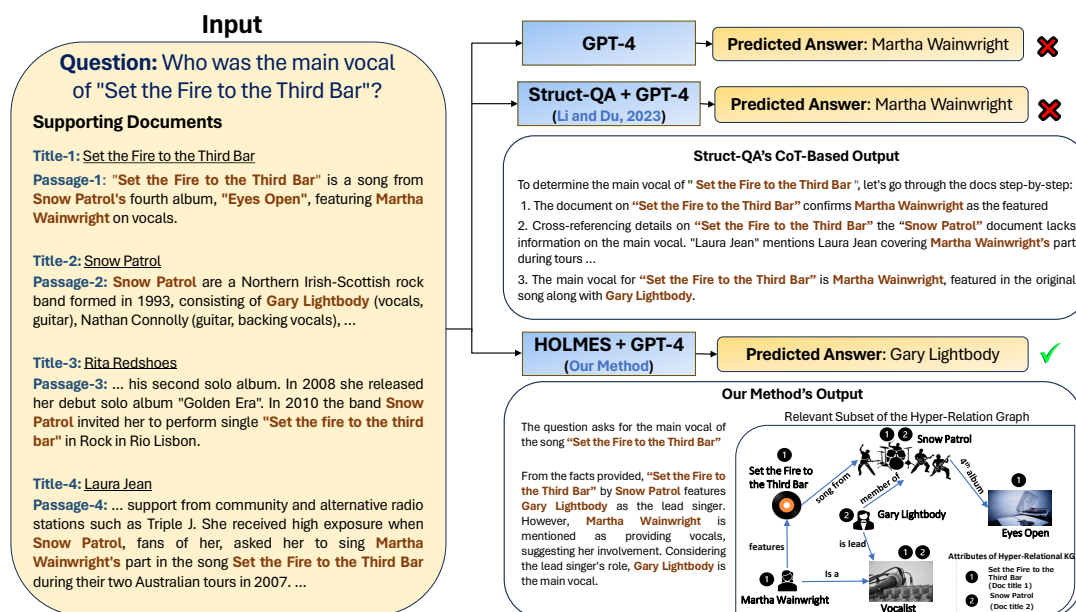 Input
Question: Who was the main vocal
of "Set the Fire to the Third Bar"?
Supporting Documents
Title-1: Set the Fire to the Third Bar
Passage-1: "Set the Fire to the Third Bar" is a song from
Snow Patrol's fourth album, "Eyes Open", featuring Martha
Wainwright on vocals.
Title-2: Snow Patrol
Passage-2: Snow Patrol are a Northern Irish-Scottish rock
band formed in 1993, consisting of Gary Lightbody (vocals,
guitar), Nathan Connolly (guitar, backing vocals), ...
Title-3: Rita Redshoes
Passage-3: ... his second solo album. In 2008 she released
her debut solo album "Golden Era". In 2010 the band Snow
Patrol invited her to perform single "Set the fire to the third
bar" in Rock in Rio Lisbon.
Title-4: Laura Jean
Passage-4: ... support from community and alternative radio
stations such as Triple J. She received high exposure when
Snow Patrol, fans of her, asked her to sing Martha
Wainwright's part in the song Set the Fire to the Third Bar
during their two Australian tours in 2007. ...
GPT-4
Predicted Answer: Martha Wainwright
Struct-QA + GPT-4
(Li and Du, 2023)
Predicted Answer: Martha Wainwright
Struct-QA's CoT-Based Output
To determine the main vocal of " Set the Fire to the Third Bar ", let's go through the docs step-by-step:
1. The document on “Set the Fire to the Third Bar” confirms Martha Wainwright as the featured
2. Cross-referencing details on “Set the Fire to the Third Bar” the “Snow Patrol” document lacks
information on the main vocal. "Laura Jean" mentions Laura Jean covering Martha Wainwright's part
during tours ...
3. The main vocal for “Set the Fire to the Third Bar” is Martha Wainwright, featured in the original
song along with Gary Lightbody.
HOLMES + GPT-4
(Our Method)
Predicted Answer: Gary Lightbody
Our Method's Output
The question asks for the main vocal of
the song “Set the Fire to the Third Bar”
From the facts provided, “Set the Fire to
the Third Bar” by Snow Patrol features
Gary Lightbody as the lead singer.
However, Martha Wainwright is
mentioned as providing vocals,
suggesting her involvement. Considering
the lead singer's role, Gary Lightbody is
the main vocal.
Relevant Subset of the Hyper-Relation Graph
1 2
Snow Patrol
1
Set the Fire to
the Third Bar
song from
member of
4th album
1
Eyes Open
2
Gary Lightbody
is lead
features
1 2
1
Is a
Martha Wainwright
Vocalist
Attributes of Hyper-Relational KG
1 Set the Fire to the
Third Bar
(Doc title 1)
2 Snow Patrol
(Doc title 2)